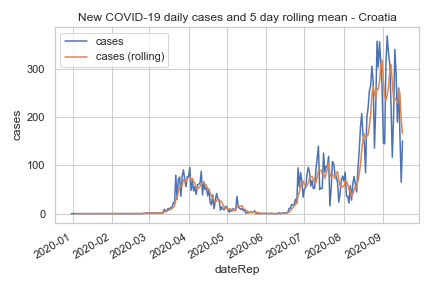 New COVID-19 daily cases and 5 day rolling mean - Croatia
cases
cases (rolling)
300
200
100
0
cases
2020-01
2020-02
2020-03
2020-04
2020-05
2020-06
2020-07
2020-08
2020-09
dateRep